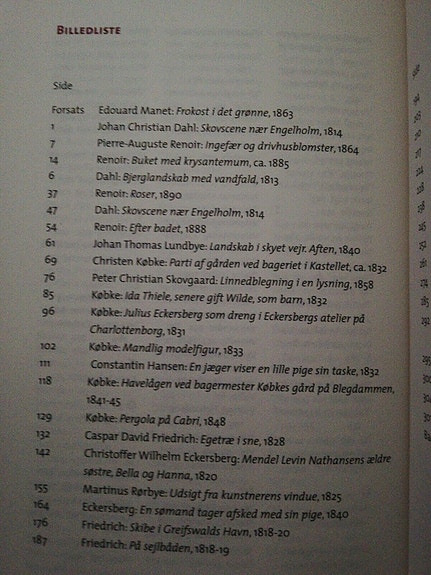 BILLEDLISTE
Side
Forsats Edouard Manet: Frokost i det grønne, 1863
1 Johan Christian Dahl: Skovscene nær Engelholm, 1814
7 Pierre-Auguste Renoir: Ingefær og drivhusblomster, 1864
14 Renoir: Buket med krysantemum, ca. 1885
6 Dahl: Bjerglandskab med vandfald, 1813
37 Renoir: Roser, 1890
47 Dahl: Skovscene nær Engelholm, 1814
54 Renoir: Efter badet, 1888
61 Johan Thomas Lundbye: Landskab i skyet vejr. Aften, 1840
69 Christen Købke: Parti af gården ved bageriet i Kastellet, ca. 1832
76 Peter Christian Skovgaard: Linnedblegning i en lysning, 1858
85 Købke: Ida Thiele, senere gift Wilde, som barn, 1832
96 Købke: Julius Eckersberg som dreng i Eckersbergs atelier på
Charlottenborg, 1831
102 Købke: Mandlig modelfigur, 1833
111 Constantin Hansen: En jæger viser en lille pige sin taske, 1832
118 Købke: Havelågen ved bagermester Købkes gård på Blegdammen,
1841-45
129 Købke: Pergola på Cabri, 1848
132 Caspar David Friedrich: Egetræ i sne, 1828
142 Christoffer Wilhelm Eckersberg: Mendel Levin Nathansens ældre
søstre, Bella og Hanna, 1820
155 Martinus Rørbye: Udsigt fra kunstnerens vindue, 1825
164 Eckersberg: En sømand tager afsked med sin pige, 1840
176 Friedrich: Skibe i Greifswalds Havn, 1818-20
187 Friedrich: På sejlbåden, 1818-19